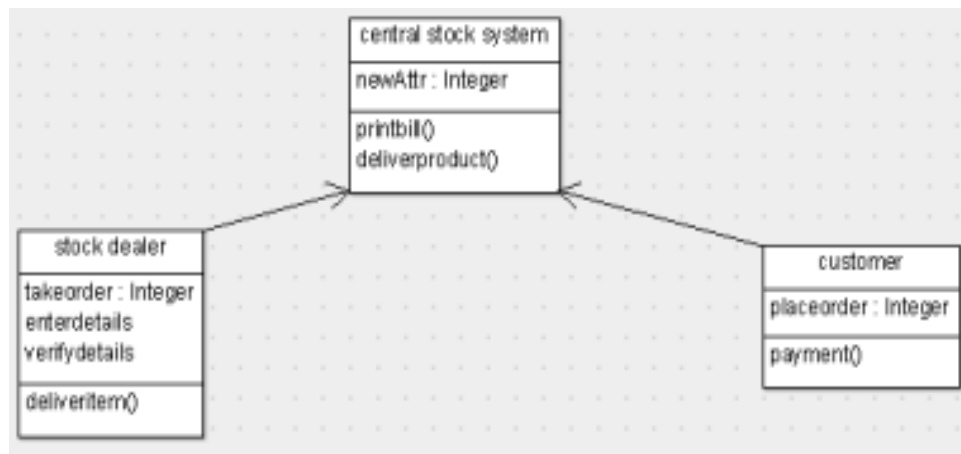 central stock system
newAttr : Integer
printbill()
deliverproduct()
stock dealer
takeorder : Integer
enterdetails
verifydetails
deliveritem()
customer
placeorder : Integer
payment()